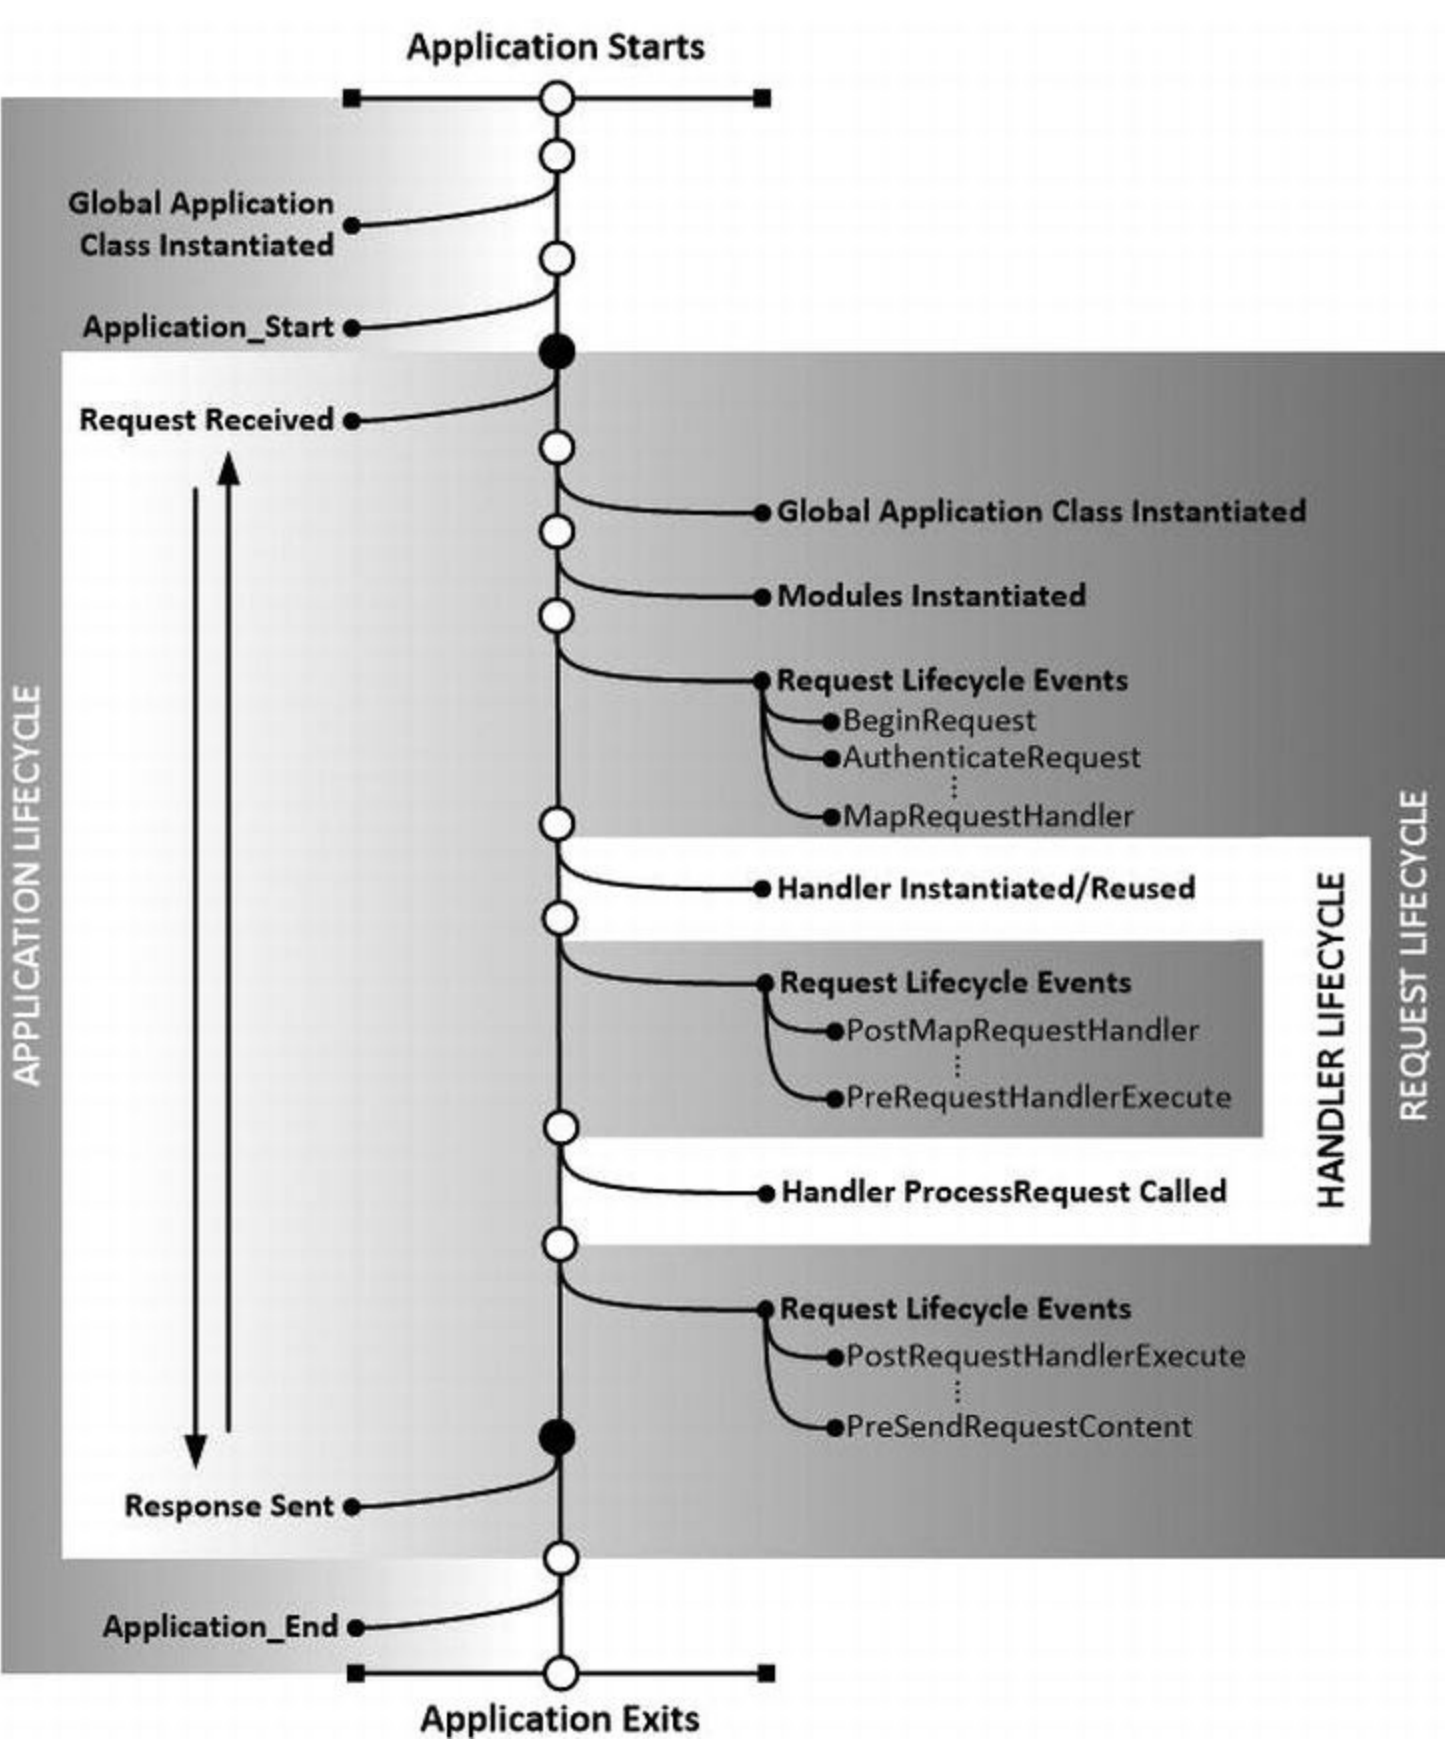 Application Starts
Global Application
Class Instantiated
Application_Start
Request Received
Global Application Class Instantiated
Modules Instantiated
Request Lifecycle Events
BeginRequest
AuthenticateRequest
MapRequestHandler
Handler Instantiated/Reused
Request Lifecycle Events
PostMapRequestHandler
PreRequestHandlerExecute
Handler ProcessRequest Called
Request Lifecycle Events
PostRequestHandlerExecute
PreSendRequestContent
Response Sent
Application_End
Application Exits
APPLICATION LIFECYCLE
HANDLER LIFECYCLE
REQUEST LIFECYCLE